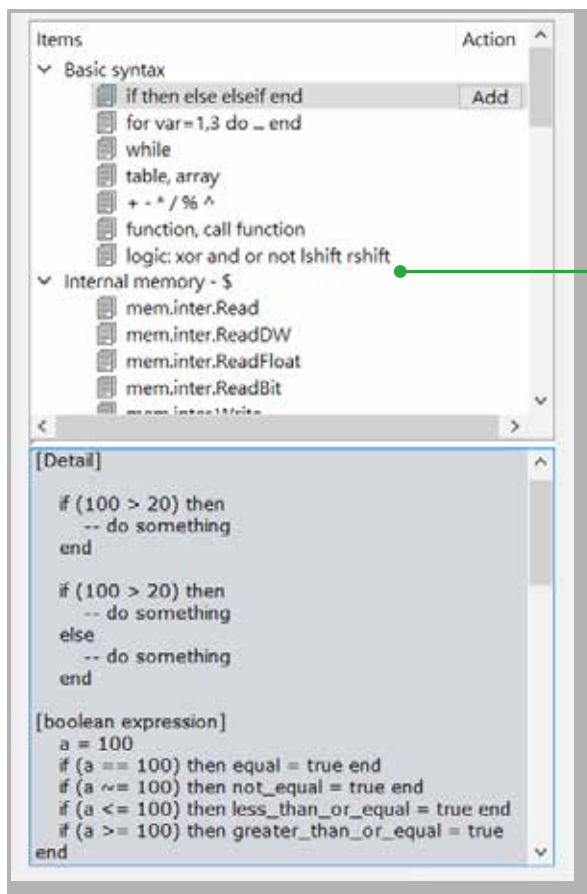 Items Action
Basic syntax
if then else elseif end Add
for var=1,3 do ... end
while
table, array
+ - * / % ^
function, call function
logic: xor and or not lshift rshift
Internal memory - $
mem.inter.Read
mem.inter.ReadDW
mem.inter.ReadFloat
mem.inter.ReadBit
mem.inter.Write
[Detail]
if (100 > 20) then
-- do something
end
if (100 > 20) then
-- do something
else
-- do something
end
[boolean expression]
a = 100
if (a == 100) then equal = true end
if (a ~= 100) then not_equal = true end
if (a <= 100) then less_than_or_equal = true end
if (a >= 100) then greater_than_or_equal = true
end